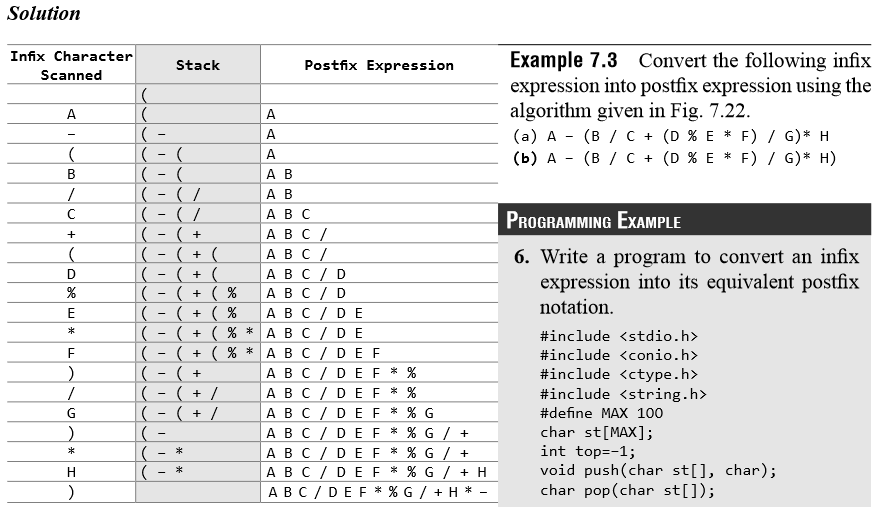 Solution
Infix Character Scanned Stack Postfix Expression
(
A ( A
– ( – A
( ( – ( A
B ( – ( A B
/ ( – ( / A B
C ( – ( / A B C
+ ( – ( + A B C /
( ( – ( + ( A B C /
D ( – ( + ( A B C / D
% ( – ( + ( % A B C / D
E ( – ( + ( % A B C / D E
* ( – ( + ( % * A B C / D E
F ( – ( + ( % * A B C / D E F
) ( – ( + A B C / D E F * %
/ ( – ( + / A B C / D E F * %
G ( – ( + / A B C / D E F * % G
) ( – A B C / D E F * % G / +
* ( – * A B C / D E F * % G / +
H ( – * A B C / D E F * % G / + H
) A B C / D E F * % G / + H * –
Example 7.3 Convert the following infix
expression into postfix expression using the
algorithm given in Fig. 7.22.
(a) A – (B / C + (D % E * F) / G)* H
(b) A – (B / C + (D % E * F) / G)* H)
PROGRAMMING EXAMPLE
6. Write a program to convert an infix
expression into its equivalent postfix
notation.
#include <stdio.h>
#include <conio.h>
#include <ctype.h>
#include <string.h>
#define MAX 100
char st[MAX];
int top=–1;
void push(char st[], char);
char pop(char st[]);